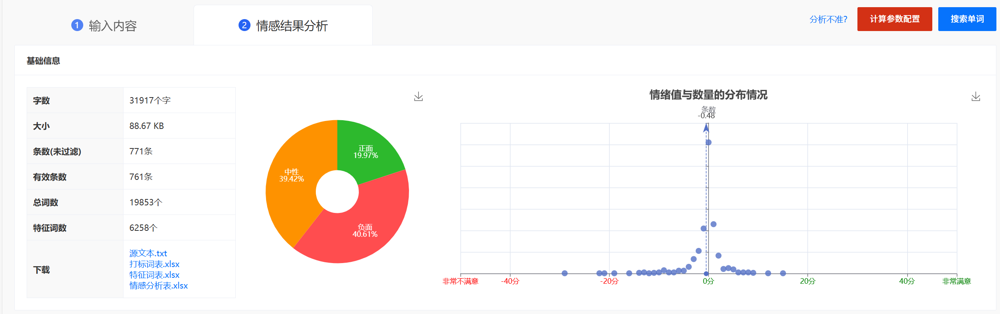 1 输入内容
2 情感结果分析
分析不准?
计算参数配置
搜索单词
基础信息
字数 31917个字
大小 88.67 KB
条数(未过滤) 771条
有效条数 761条
总词数 19853个
特征词数 6258个
下载
源文本.txt
打标词表.xlsx
特征词表.xlsx
情感分析表.xlsx
正面
19.97%
中性
39.42%
负面
40.61%
情绪值与数量的分布情况
条数
-0.48
非常不满意 -40分 -20分 0分 20分 40分 非常满意